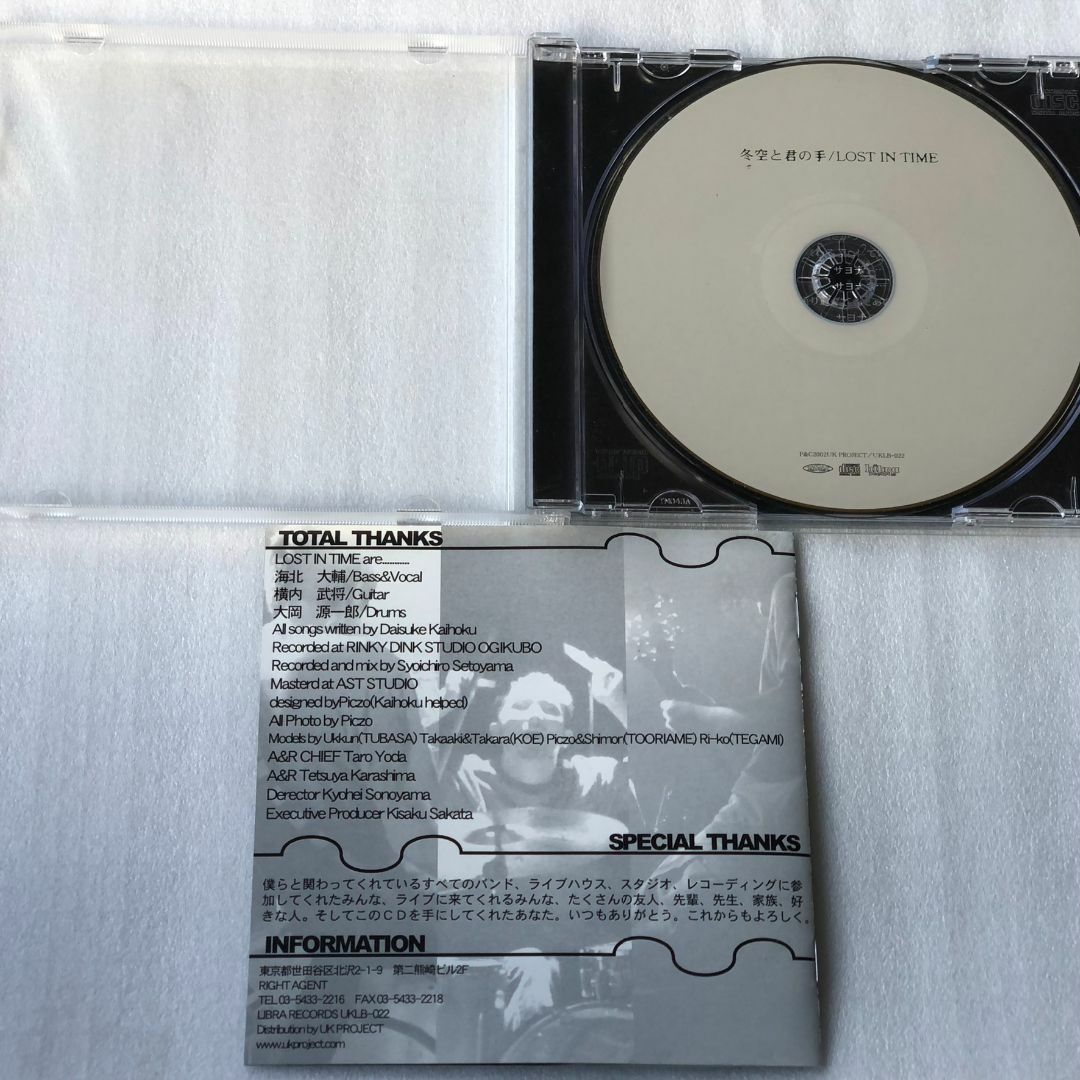 冬空と君の手/LOST IN TIME
サヨナ
サヨナ
P&C2002UK PROJECT/UKLB-022
TOTAL THANKS
LOST IN TIME are............
海北 大輔/Bass&Vocal
横内 武将/Guitar
大岡 源一郎/Drums
All songs written by Daisuke Kaihoku
Recorded at RINKY DINK STUDIO OGIKUBO
Recorded and mix by Syoichiro Setoyama
Masterd at AST STUDIO
designed byPiczo(Kaihoku helped)
All Photo by Piczo
Models by Ukkun(TUBASA) Takaaki&Takara(KOE) Piczo&Shimon(TOORIAME) Ri-ko(TEGAMI)
A&R CHIEF Taro Yoda
A&R Tetsuya Karashima
Derector Kyohei Sonoyama
Executive Producer Kisaku Sakata
SPECIAL THANKS
僕らと関わってくれているすべてのバンド、ライブハウス、スタジオ、レコーディングに参
加してくれたみんな、ライブに来てくれるみんな、たくさんの友人、先輩、先生、家族、好
きな人。そしてこのCDを手にしてくれたあなた。いつもありがとう。これからもよろしく。
INFORMATION
東京都世田谷区北沢2-1-9 第二熊崎ビル2F
RIGHT AGENT
TEL 03-5433-2216 FAX 03-5433-2218
LIBRA RECORDS UKLB-022
Distribution by UK PROJECT
www.ukproject.com